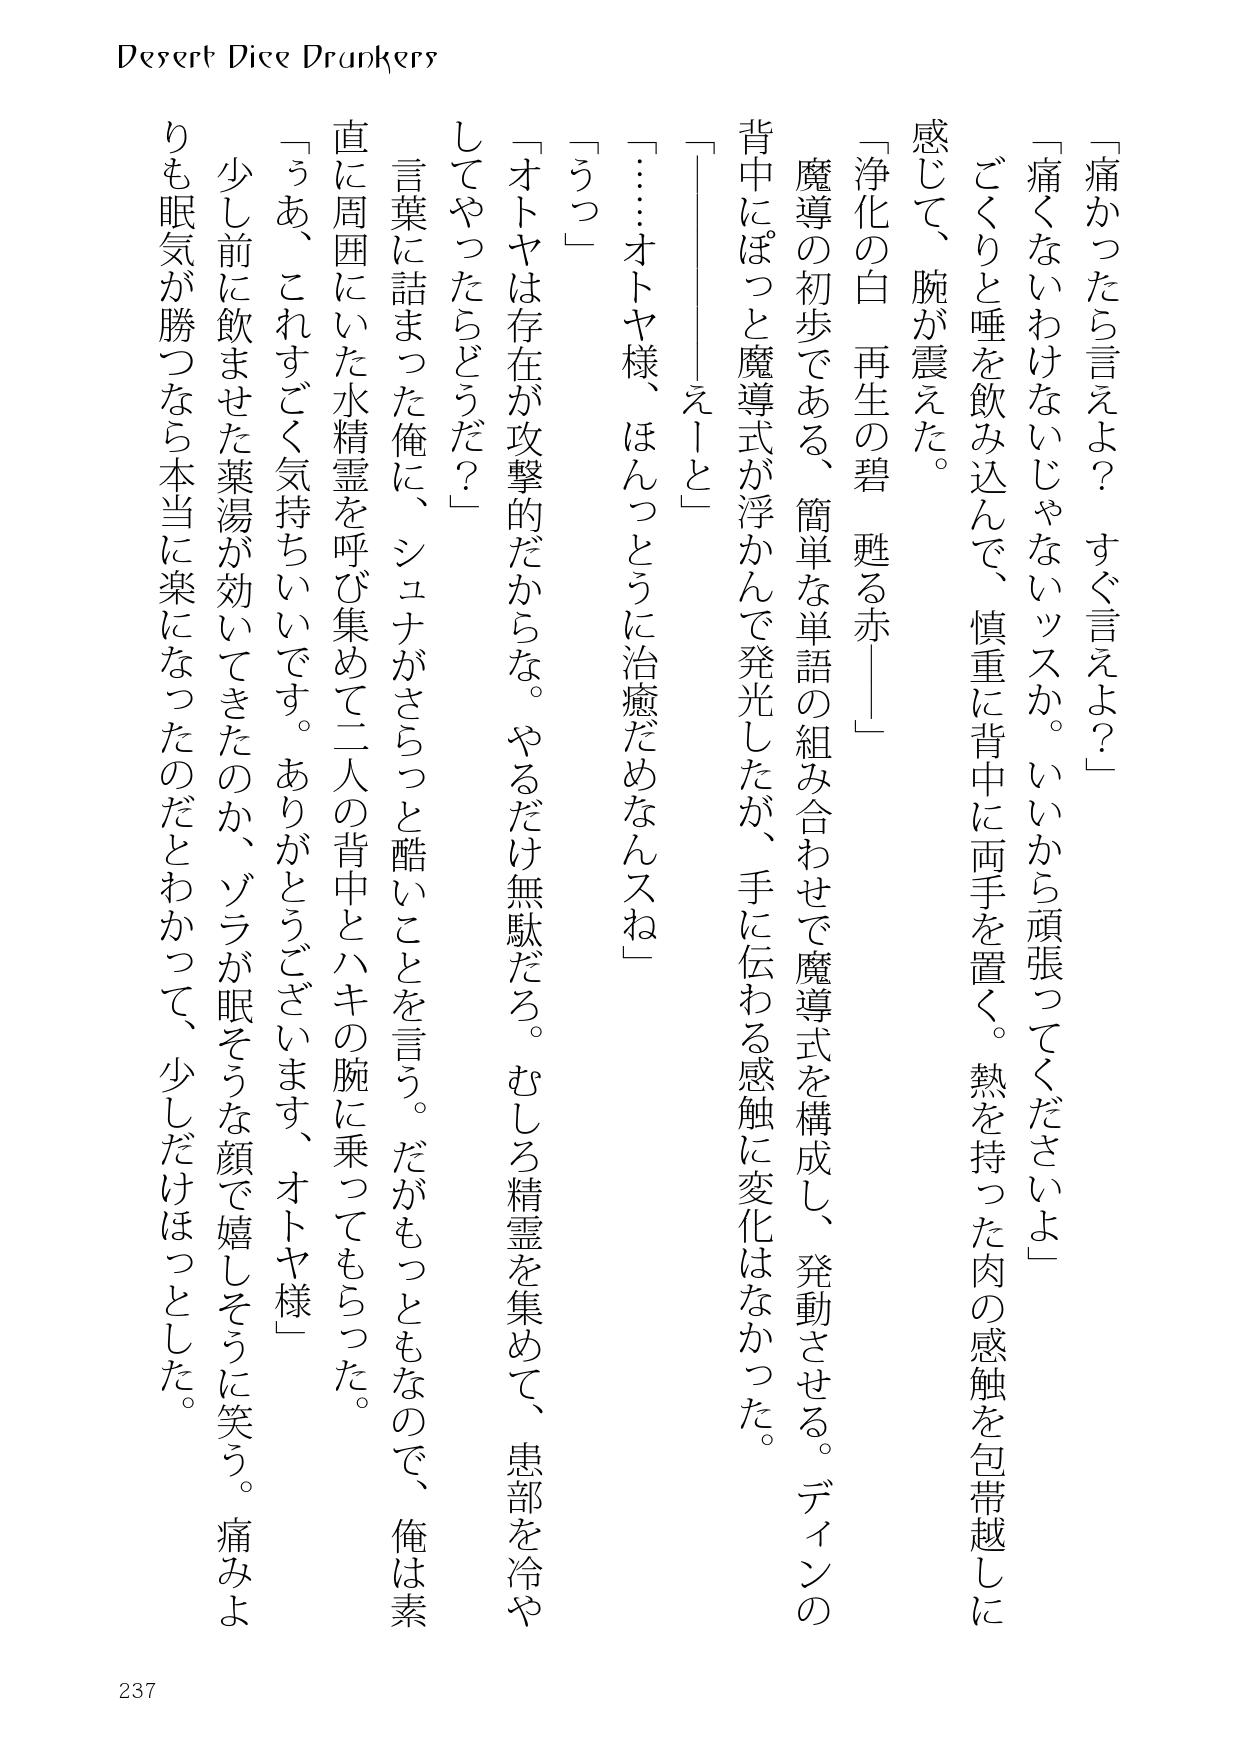 Desert Dice Drunkers
「痛かったら言えよ？　すぐ言えよ？」
「痛くないわけないじゃないッスか。いいから頑張ってくださいよ」
　ごくりと唾を飲み込んで、慎重に背中に両手を置く。熱を持った肉の感触を包帯越しに
感じて、腕が震えた。
「浄化の白　再生の碧　甦る赤――」
　魔導の初歩である、簡単な単語の組み合わせで魔導式を構成し、発動させる。ディンの
背中にぽっと魔導式が浮かんで発光したが、手に伝わる感触に変化はなかった。
「――――――えーと」
「……オトヤ様、ほんっとうに治癒だめなんスね」
「うっ」
「オトヤは存在が攻撃的だからな。やるだけ無駄だろ。むしろ精霊を集めて、患部を冷や
してやったらどうだ？」
　言葉に詰まった俺に、シュナがさらっと酷いことを言う。だがもっともなので、俺は素
直に周囲にいた水精霊を呼び集めて二人の背中とハキの腕に乗ってもらった。
「うあ、これすごく気持ちいいです。ありがとうございます、オトヤ様」
　少し前に飲ませた薬湯が効いてきたのか、ゾラが眠そうな顔で嬉しそうに笑う。痛みよ
りも眠気が勝つなら本当に楽になったのだとわかって、少しだけほっとした。
237